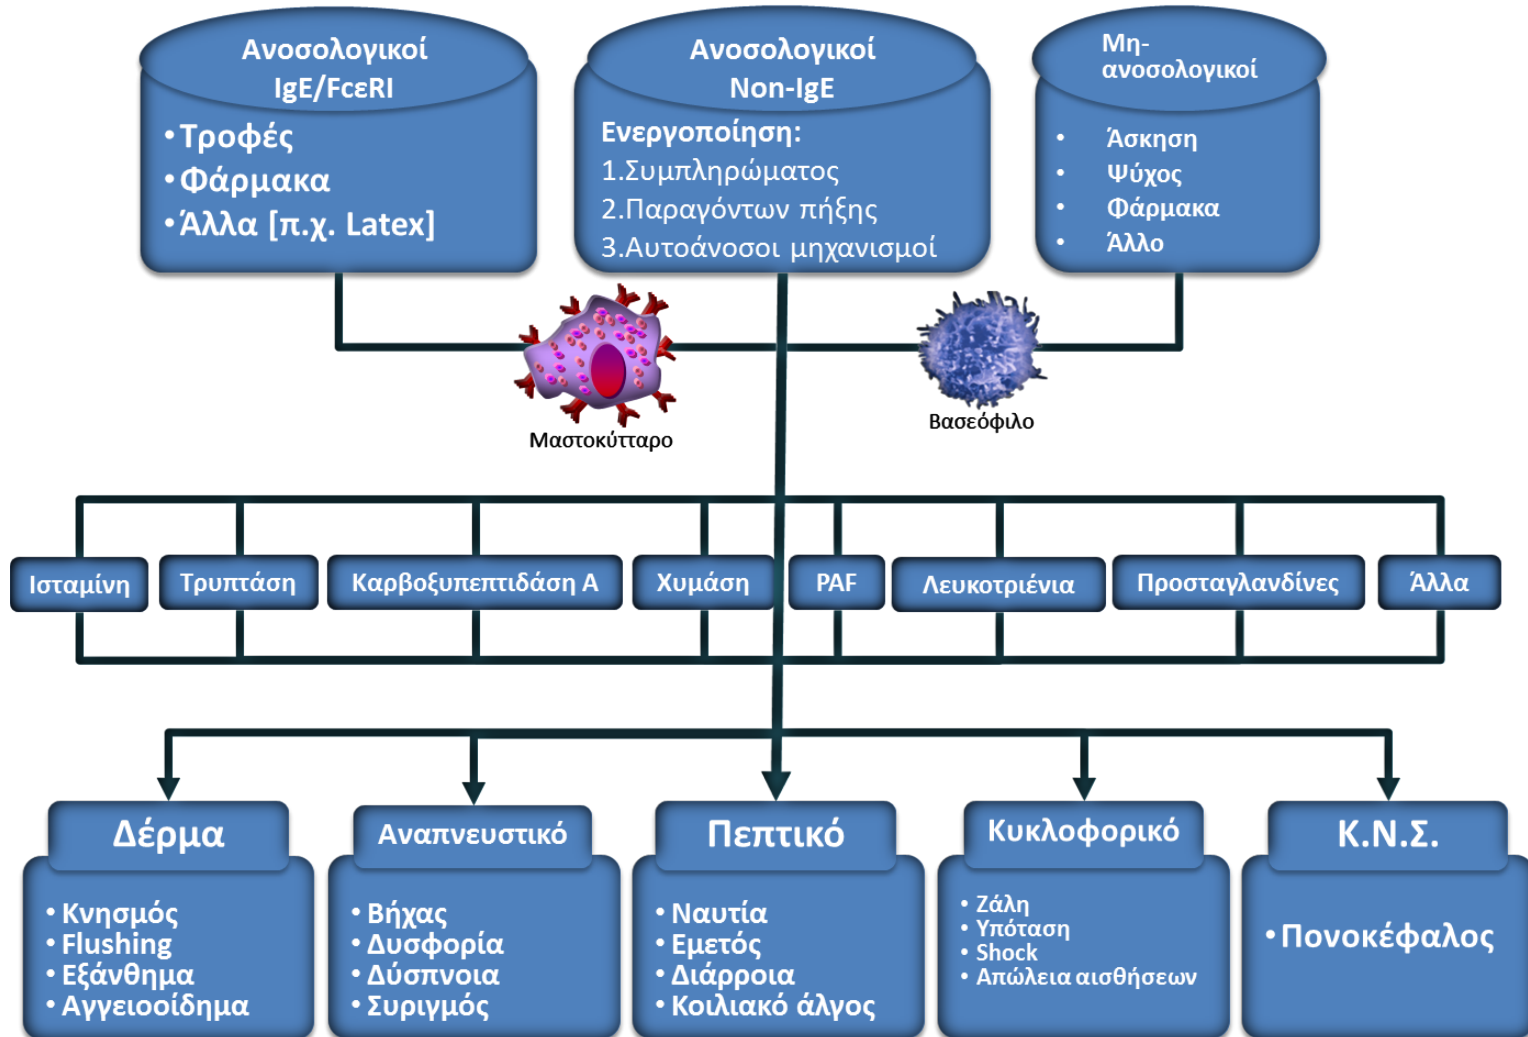 Ανοσολογικοί
IgE/FcεRI
• Τροφές
• Φάρμακα
• Άλλα [π.χ. Latex]
Ανοσολογικοί
Non-IgE
Ενεργοποίηση:
1.Συμπληρώματος
2.Παραγόντων πήξης
3.Αυτοάνοσοι μηχανισμοί
Μη-
ανοσολογικοί
• Άσκηση
• Ψύχος
• Φάρμακα
• Άλλο
Μαστοκύτταρο
Βασεόφιλο
Ισταμίνη
Τρυπτάση
Καρβοξυπεπτιδάση Α
Χυμάση
PAF
Λευκοτριένια
Προσταγλανδίνες
Άλλα
Δέρμα
• Κνησμός
• Flushing
• Εξάνθημα
• Αγγειοοίδημα
Αναπνευστικό
• Βήχας
• Δυσφορία
• Δύσπνοια
• Συριγμός
Πεπτικό
• Ναυτία
• Εμετός
• Διάρροια
• Κοιλιακό άλγος
Κυκλοφορικό
• Ζάλη
• Υπόταση
• Shock
• Απώλεια αισθήσεων
Κ.Ν.Σ.
• Πονοκέφαλος